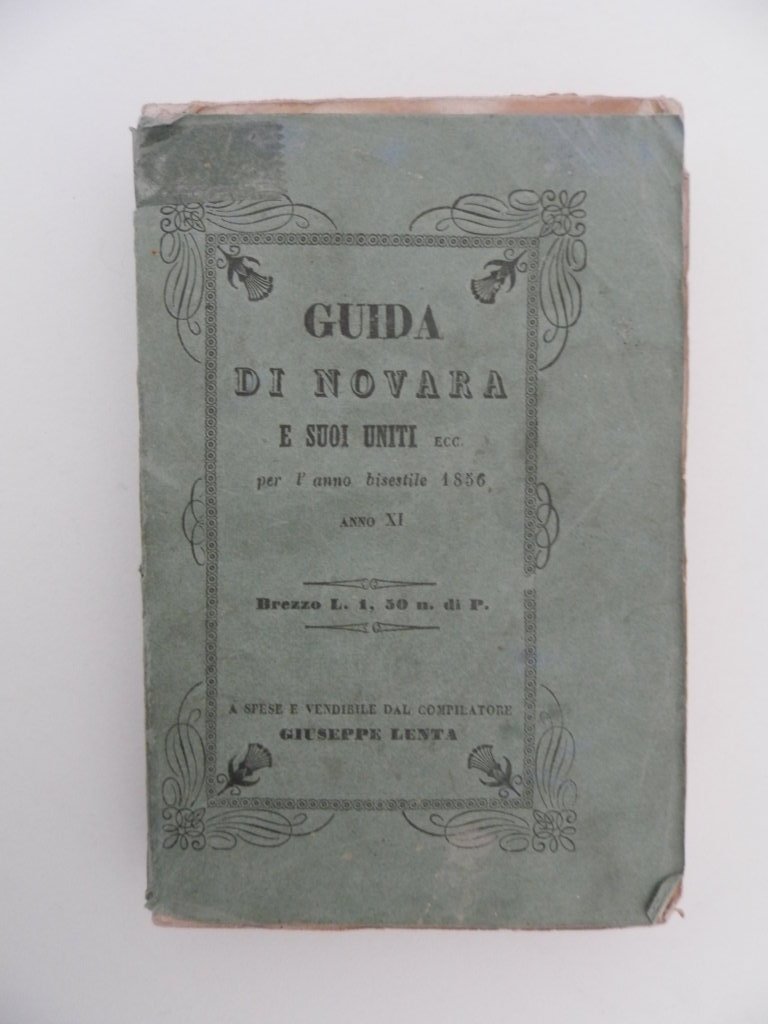 GUIDA
DI NOVARA
E SUOI UNITI ECC.
per l'anno bisestile 1856,
ANNO XI
Brezzo L. 1, 50 n. di P.
A SPESE E VENDIBILE DAL COMPILATORE
GIUSEPPE LENTA